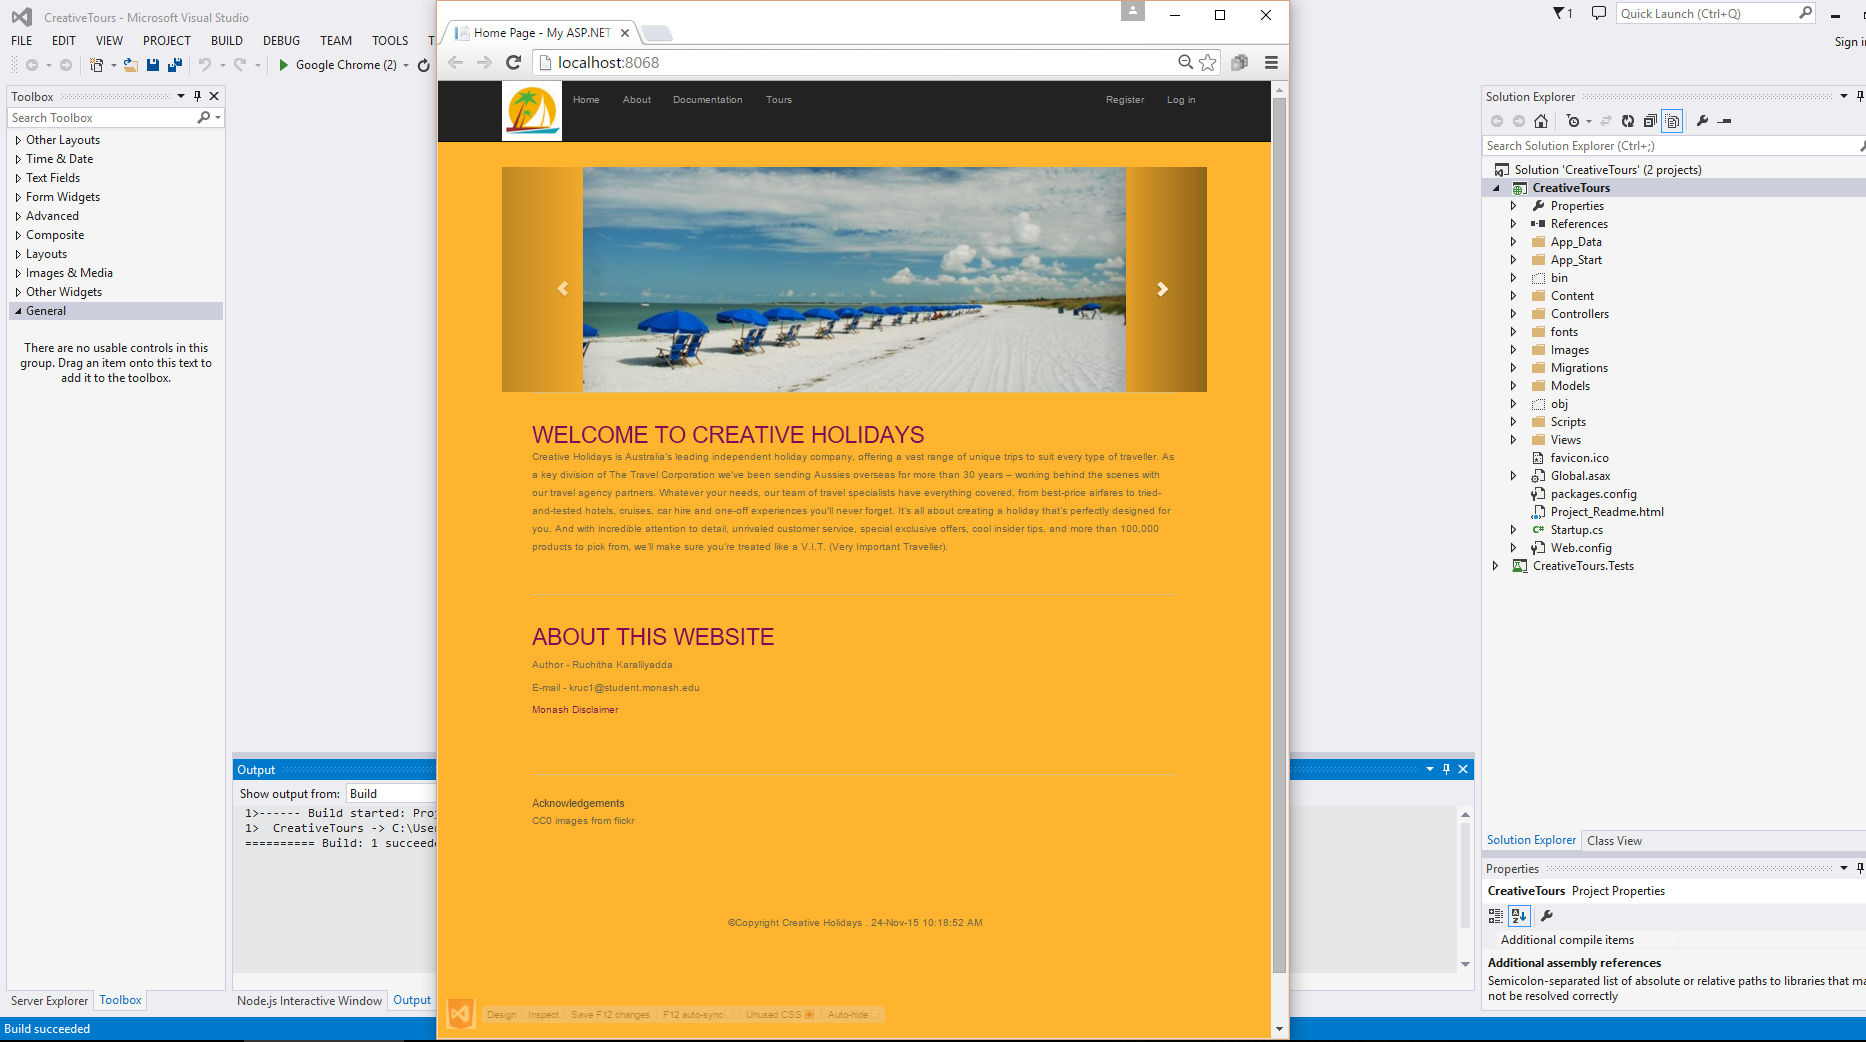 CreativeTours - Microsoft Visual Studio
1
Quick Launch (Ctrl+Q)
FILE EDIT VIEW PROJECT BUILD DEBUG TEAM TOOLS T
Sign i
Google Chrome (2)
Toolbox
Search Toolbox
Other Layouts
Time & Date
Text Fields
Form Widgets
Advanced
Composite
Layouts
Images & Media
Other Widgets
General
There are no usable controls in this
group. Drag an item onto this text to
add it to the toolbox.
Server Explorer Toolbox
Home Page - My ASP.NET
localhost:8068
Home About Documentation Tours Register Log in
WELCOME TO CREATIVE HOLIDAYS
Creative Holidays is Australia's leading independent holiday company, offering a vast range of unique trips to suit every type of traveller. As
a key division of The Travel Corporation we've been sending Aussies overseas for more than 30 years – working behind the scenes with
our travel agency partners. Whatever your needs, our team of travel specialists have everything covered, from best-price airfares to tried-
and-tested hotels, cruises, car hire and one-off experiences you'll never forget. It's all about creating a holiday that's perfectly designed for
you. And with incredible attention to detail, unrivaled customer service, special exclusive offers, cool insider tips, and more than 100,000
products to pick from, we'll make sure you're treated like a V.I.T. (Very Important Traveller).
ABOUT THIS WEBSITE
Author - Ruchitha Karalliyadda
E-mail - kruc1@student.monash.edu
Monash Disclaimer
Acknowledgements
CC0 images from flickr
©Copyright Creative Holidays . 24-Nov-15 10:18:52 AM
Design Inspect Save F12 changes F12 auto-sync Unused CSS Auto-hide
Output
Show output from: Build
1>------ Build started: Proj
1> CreativeTours -> C:\User
========== Build: 1 succeede
Node.js Interactive Window Output
Solution Explorer
Search Solution Explorer (Ctrl+;)
Solution 'CreativeTours' (2 projects)
CreativeTours
Properties
References
App_Data
App_Start
bin
Content
Controllers
fonts
Images
Migrations
Models
obj
Scripts
Views
favicon.ico
Global.asax
packages.config
Project_Readme.html
Startup.cs
Web.config
CreativeTours.Tests
Solution Explorer Class View
Properties
CreativeTours Project Properties
Additional compile items
Additional assembly references
Semicolon-separated list of absolute or relative paths to libraries that ma
not be resolved correctly
Build succeeded